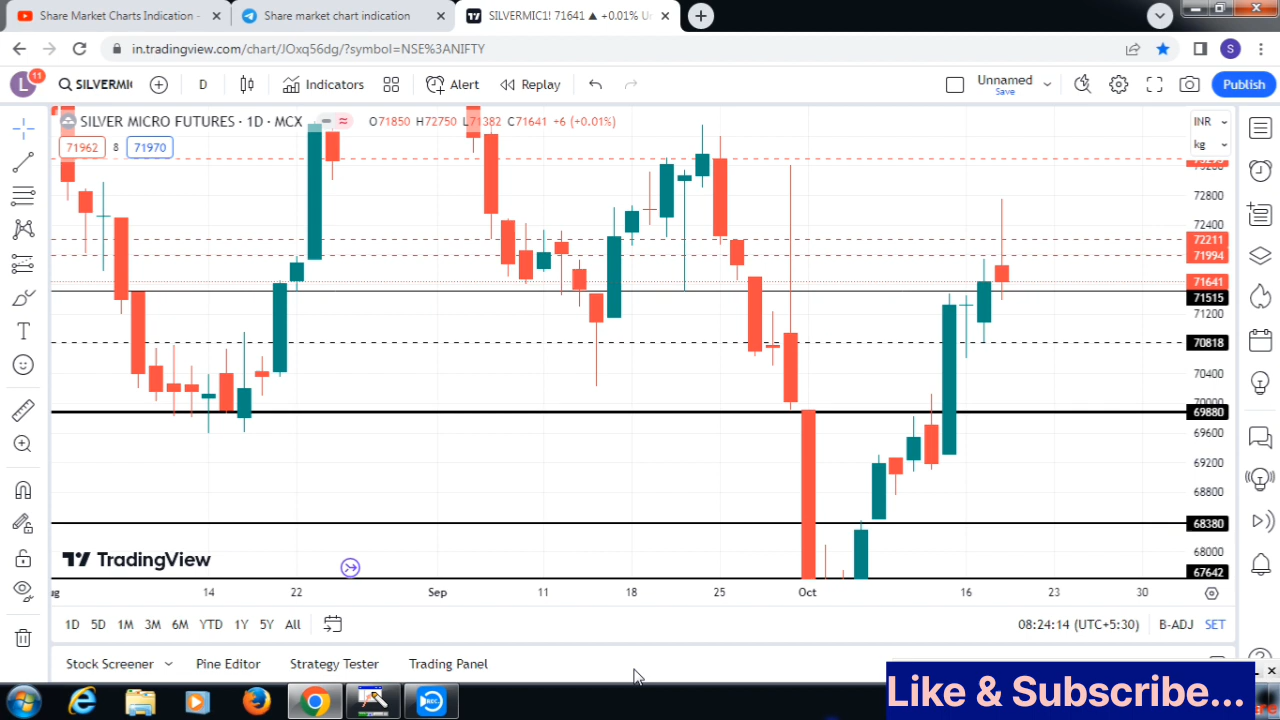 Share Market Charts Indication -
Share market chart indication
SILVERMIC1! 71641 ▲ +0.01% Un
in.tradingview.com/chart/JOxq56dg/?symbol=NSE%3ANIFTY
S
L
11
SILVERMI
D
Indicators
Alert
Replay
Unnamed
Save
Publish
SILVER MICRO FUTURES · 1D · MCX
O71850 H72750 L71382 C71641 +6 (+0.01%)
71962 8 71970
INR
kg
72800
72400
72211
71994
71641
71515
71200
70818
70400
70000
69880
69600
69200
68800
68380
68000
67642
TradingView
14 22 Sep 11 18 25 Oct 16 23 30
1D 5D 1M 3M 6M YTD 1Y 5Y All
08:24:14 (UTC+5:30) B-ADJ SET
Stock Screener Pine Editor Strategy Tester Trading Panel
REC
Like & Subscribe...